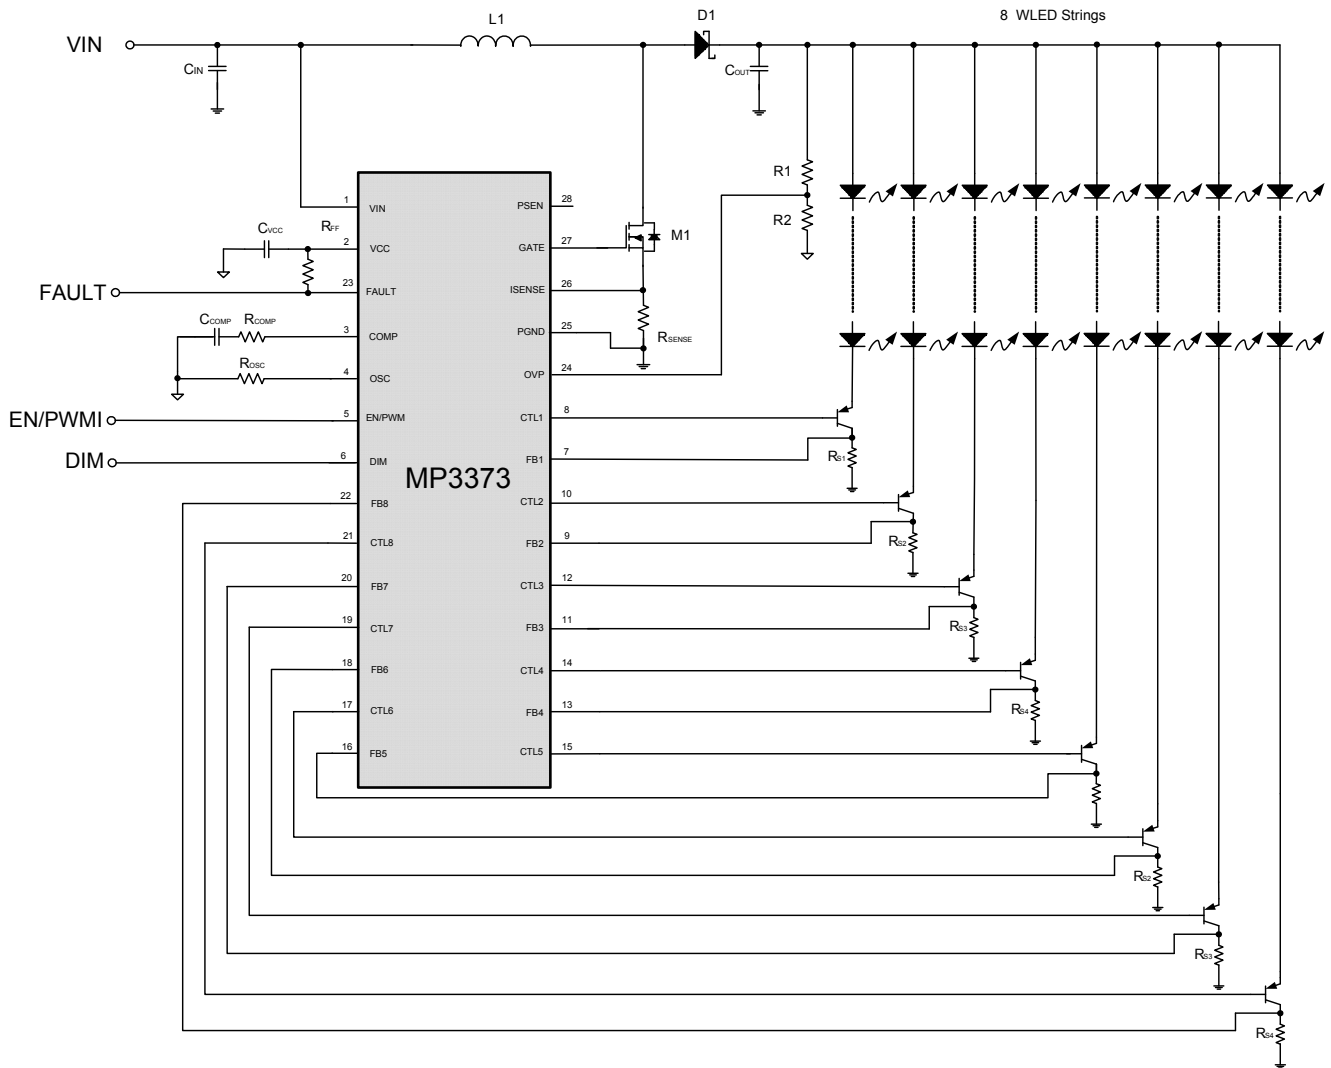 8 WLED Strings
L1
D1
VIN
CIN
COUT
R1
R2
1
VIN
PSEN
28
CVCC
RFF
2
VCC
GATE
27
M1
FAULT
23
FAULT
ISENSE
26
CCOMP
RCOMP
3
COMP
PGND
25
RSENSE
ROSC
4
OSC
OVP
24
EN/PWMI
5
EN/PWM
CTL1
8
DIM
6
DIM
FB1
7
RS1
MP3373
22
FB8
CTL2
10
21
CTL8
FB2
9
RS2
20
FB7
CTL3
12
19
CTL7
FB3
11
RS3
18
FB6
CTL4
14
17
CTL6
FB4
13
RS4
16
FB5
CTL5
15
RS2
RS3
RS4